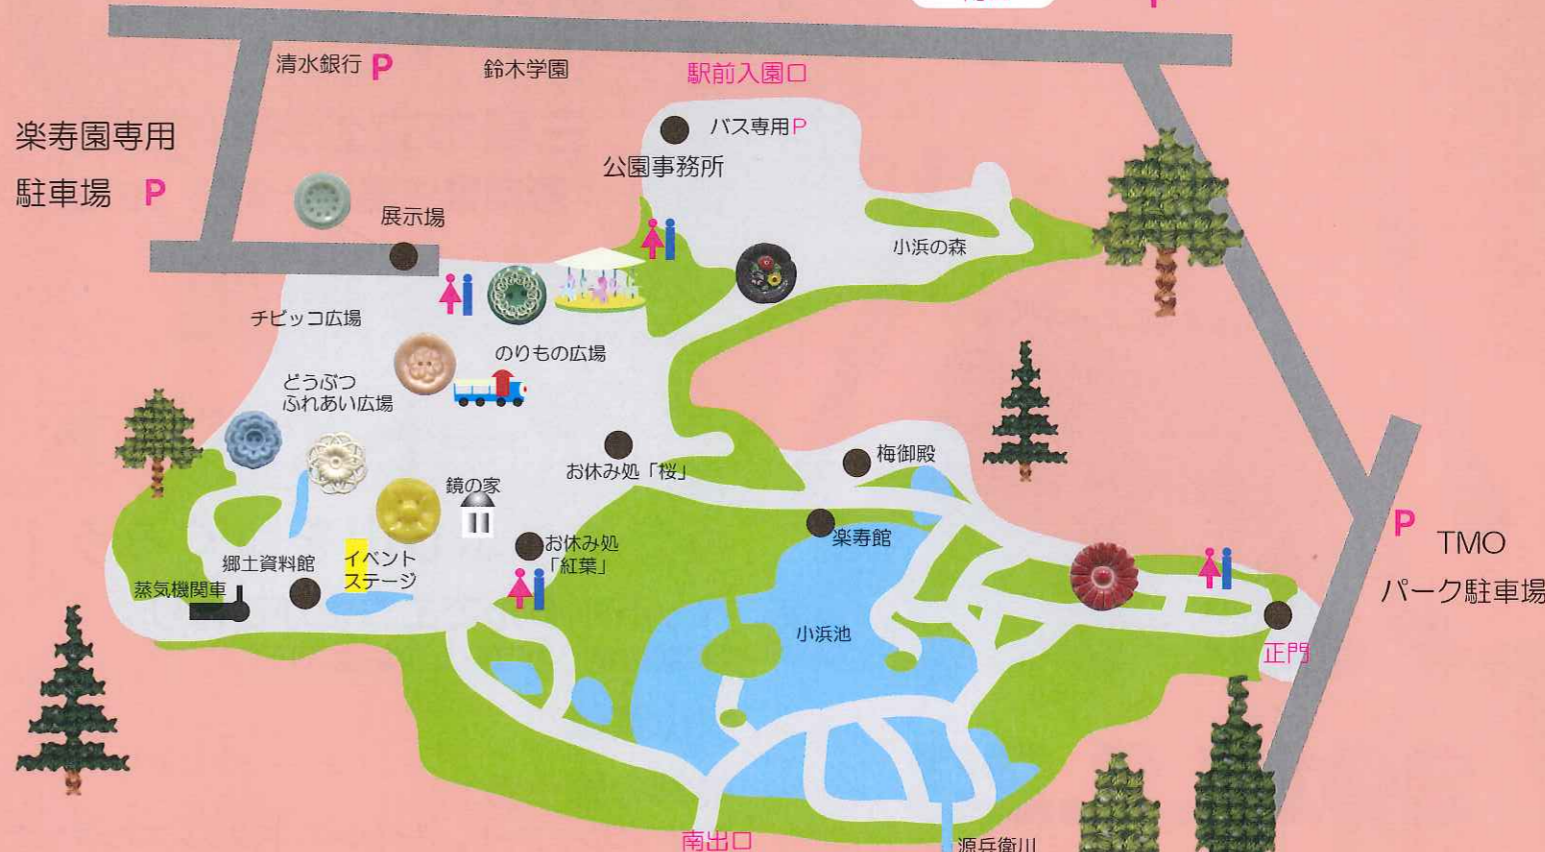 P
清水銀行 P
鈴木学園
駅前入園口
楽寿園専用
駐車場 P
バス専用P
公園事務所
展示場
小浜の森
チビッコ広場
のりもの広場
どうぶつ
ふれあい広場
お休み処「桜」
梅御殿
鏡の家
楽寿館
お休み処
「紅葉」
イベント
ステージ
郷土資料館
蒸気機関車
小浜池
P TMO
パーク駐車場
正門
南出口
源兵衛川